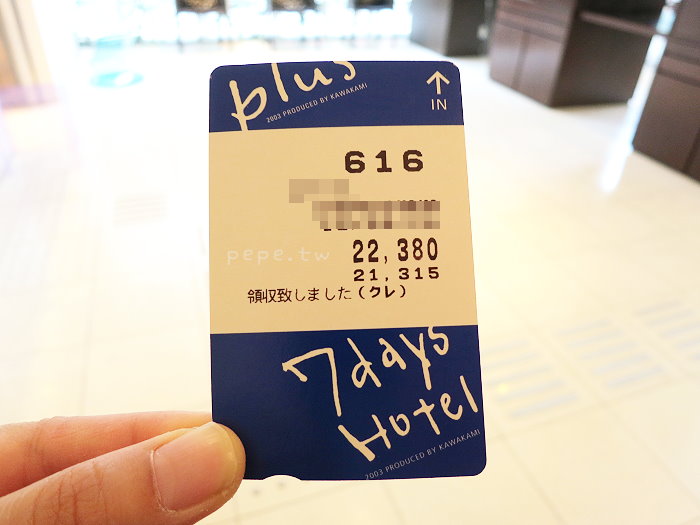 plus
2003 PRODUCED BY KAWAKAMI
↑
IN
616
22,380
21,315
領収致しました(クレ)
pepe.tw
7days
Hotel
2003 PRODUCED BY KAWAKAMI